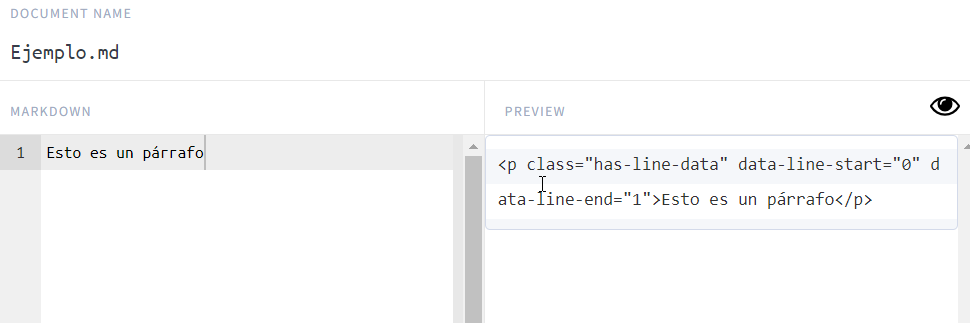 DOCUMENT NAME
Ejemplo.md
MARKDOWN
PREVIEW
1 Esto es un párrafo
<p class="has-line-data" data-line-start="0" d
ata-line-end="1">Esto es un párrafo</p>